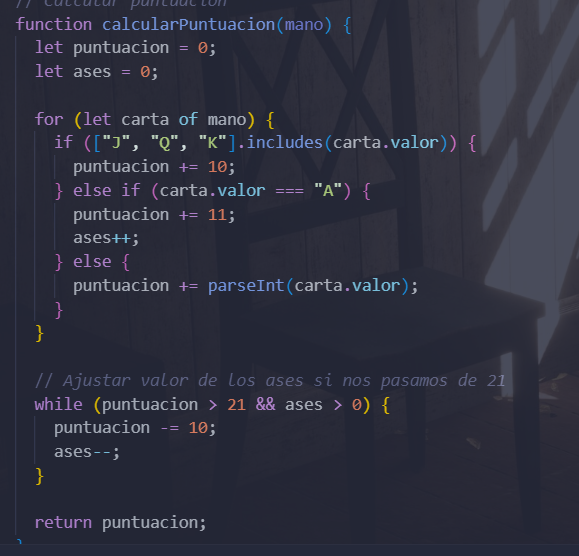 // Calcular puntuación
function calcularPuntuacion(mano) {
  let puntuacion = 0;
  let ases = 0;

  for (let carta of mano) {
    if (["J", "Q", "K"].includes(carta.valor)) {
      puntuacion += 10;
    } else if (carta.valor === "A") {
      puntuacion += 11;
      ases++;
    } else {
      puntuacion += parseInt(carta.valor);
    }
  }

  // Ajustar valor de los ases si nos pasamos de 21
  while (puntuacion > 21 && ases > 0) {
    puntuacion -= 10;
    ases--;
  }

  return puntuacion;
}